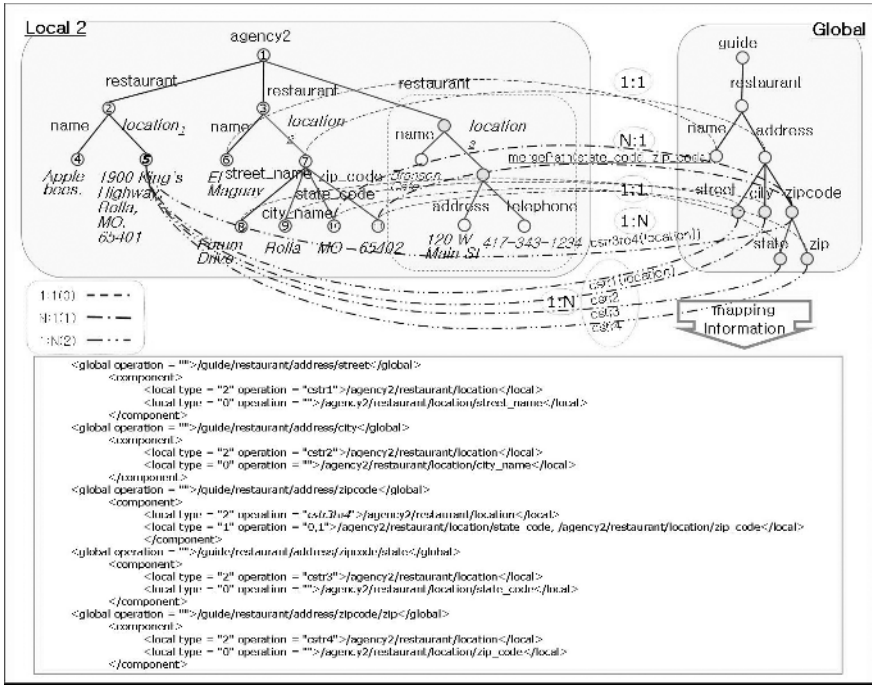 Local 2
Global
agency2
guide
restaurant
restaurant
restaurant
restaurant
1:1
name
location 1
name
location 2
name
location 3
name
address
N:1
Apple bees.
1900 King's Highway, Rolla, MO, 65401
El Maguay
street_name
zip_code
state_code
city_name
mergePath(state_code, zip_code)
1:1
street
city
zipcode
address
telephone
1:N
Forum Drive
Rolla
MO
65402
120 W Main St
417-343-1234
cstr3to4(location)
state
zip
1:N
cstr1(location)
cstr2
cstr3
cstr4
1:1(0)
N:1(1)
1:N(2)
mapping Information
<global operation = "">/guide/restaurant/address/street</global>
<component>
<local type = "2" operation = "cstr1">/agency2/restaurant/location</local>
<local type = "0" operation = "">/agency2/restaurant/location/street_name</local>
</component>
<global operation = "">/guide/restaurant/address/city</global>
<component>
<local type = "2" operation = "cstr2">/agency2/restaurant/location</local>
<local type = "0" operation = "">/agency2/restaurant/location/city_name</local>
</component>
<global operation = "">/guide/restaurant/address/zipcode</global>
<component>
<local type = "2" operation = "cstr3to4">/agency2/restaurant/location</local>
<local type = "1" operation = "0,1">/agency2/restaurant/location/state_code, /agency2/restaurant/location/zip_code</local>
</component>
<global operation = "">/guide/restaurant/address/zipcode/state</global>
<component>
<local type = "2" operation = "cstr3">/agency2/restaurant/location</local>
<local type = "0" operation = "">/agency2/restaurant/location/state_code</local>
</component>
<global operation = "">/guide/restaurant/address/zipcode/zip</global>
<component>
<local type = "2" operation = "cstr4">/agency2/restaurant/location</local>
<local type = "0" operation = "">/agency2/restaurant/location/zip_code</local>
</component>